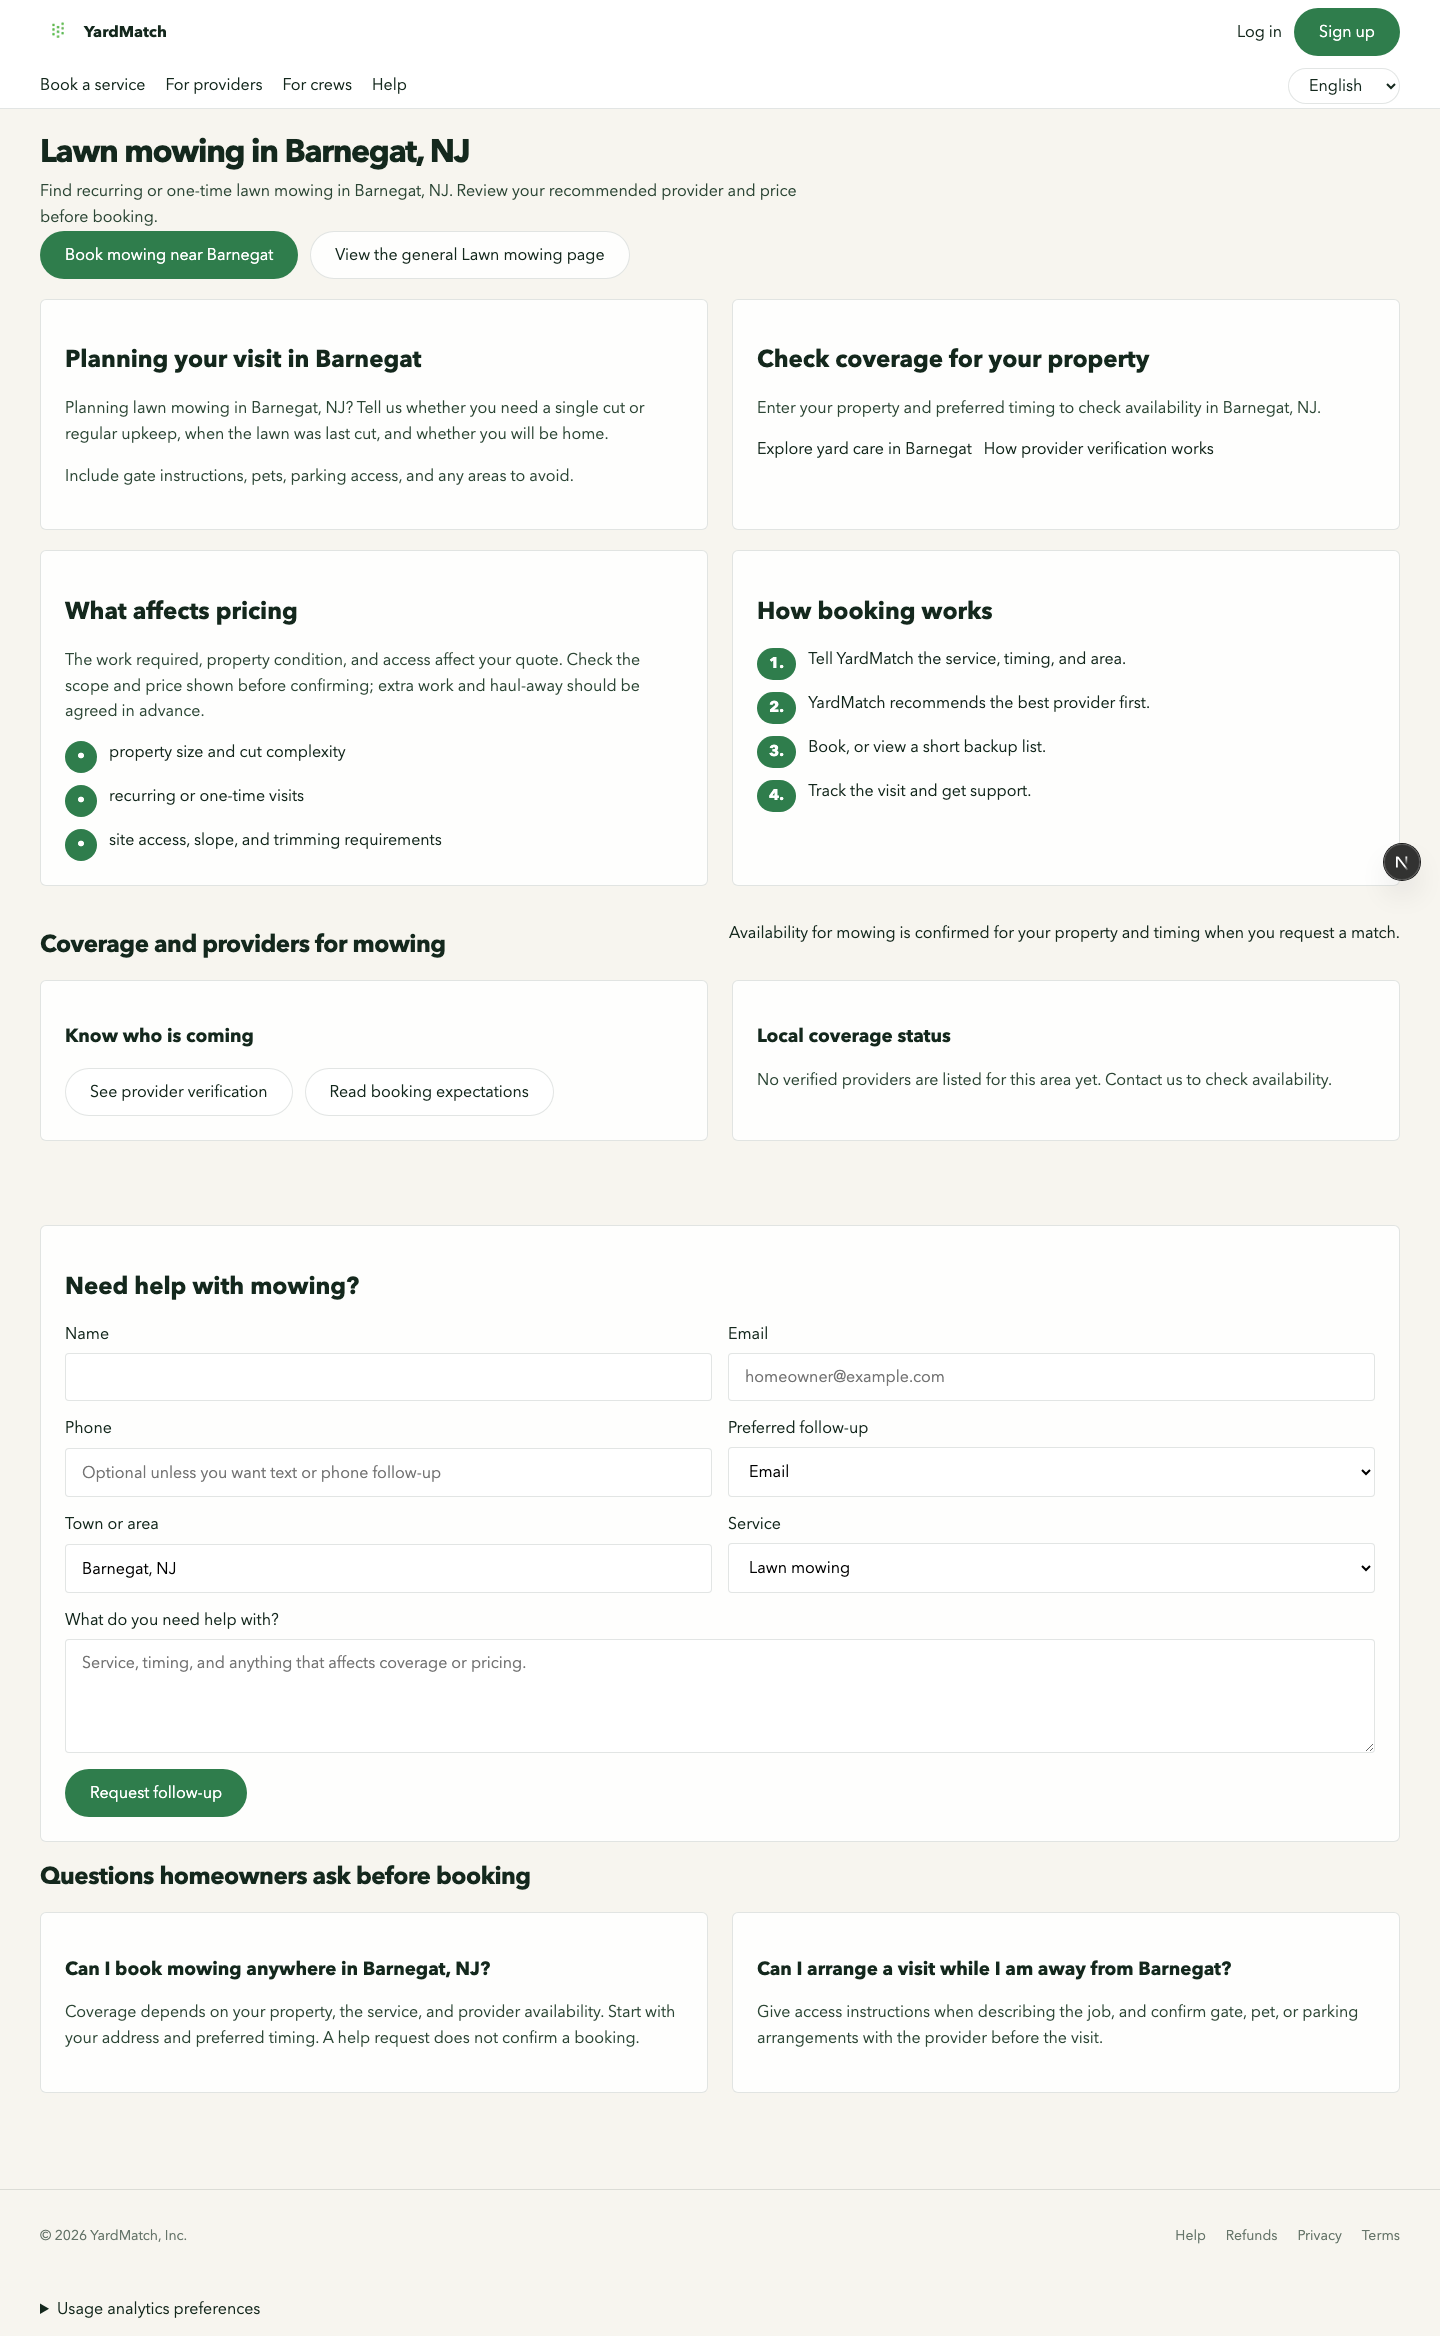 YardMatch
Log in
Sign up
Book a service
For providers
For crews
Help
English
Lawn mowing in Barnegat, NJ
Find recurring or one-time lawn mowing in Barnegat, NJ. Review your recommended provider and price
before booking.
Book mowing near Barnegat
View the general Lawn mowing page
Planning your visit in Barnegat
Planning lawn mowing in Barnegat, NJ? Tell us whether you need a single cut or
regular upkeep, when the lawn was last cut, and whether you will be home.
Include gate instructions, pets, parking access, and any areas to avoid.
Check coverage for your property
Enter your property and preferred timing to check availability in Barnegat, NJ.
Explore yard care in Barnegat
How provider verification works
What affects pricing
The work required, property condition, and access affect your quote. Check the
scope and price shown before confirming; extra work and haul-away should be
agreed in advance.
• property size and cut complexity
• recurring or one-time visits
• site access, slope, and trimming requirements
How booking works
1. Tell YardMatch the service, timing, and area.
2. YardMatch recommends the best provider first.
3. Book, or view a short backup list.
4. Track the visit and get support.
N
Coverage and providers for mowing
Availability for mowing is confirmed for your property and timing when you request a match.
Know who is coming
See provider verification
Read booking expectations
Local coverage status
No verified providers are listed for this area yet. Contact us to check availability.
Need help with mowing?
Name
Email
homeowner@example.com
Phone
Optional unless you want text or phone follow-up
Preferred follow-up
Email
Town or area
Barnegat, NJ
Service
Lawn mowing
What do you need help with?
Service, timing, and anything that affects coverage or pricing.
Request follow-up
Questions homeowners ask before booking
Can I book mowing anywhere in Barnegat, NJ?
Coverage depends on your property, the service, and provider availability. Start with
your address and preferred timing. A help request does not confirm a booking.
Can I arrange a visit while I am away from Barnegat?
Give access instructions when describing the job, and confirm gate, pet, or parking
arrangements with the provider before the visit.
© 2026 YardMatch, Inc.
Help
Refunds
Privacy
Terms
Usage analytics preferences